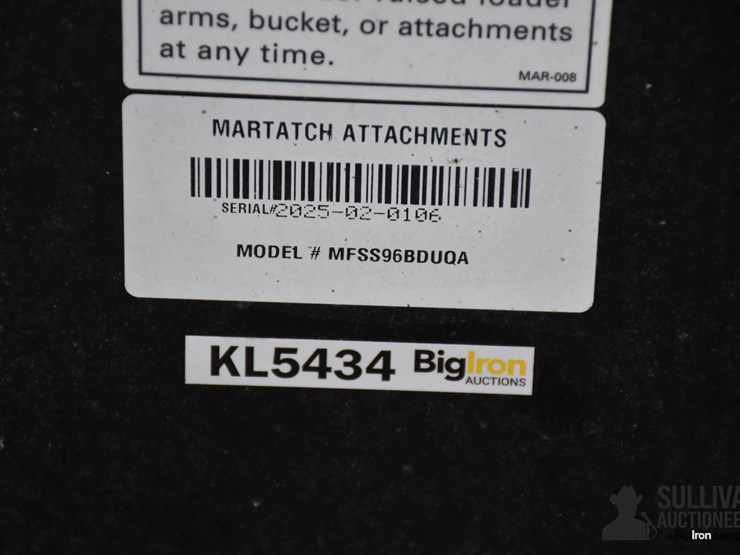 arms, bucket, or attachments
at any time.
MAR-008
MARTATCH ATTACHMENTS
SERIAL#2025-02-0106
MODEL # MFSS96BDUQA
KL5434 BigIron
AUCTIONS